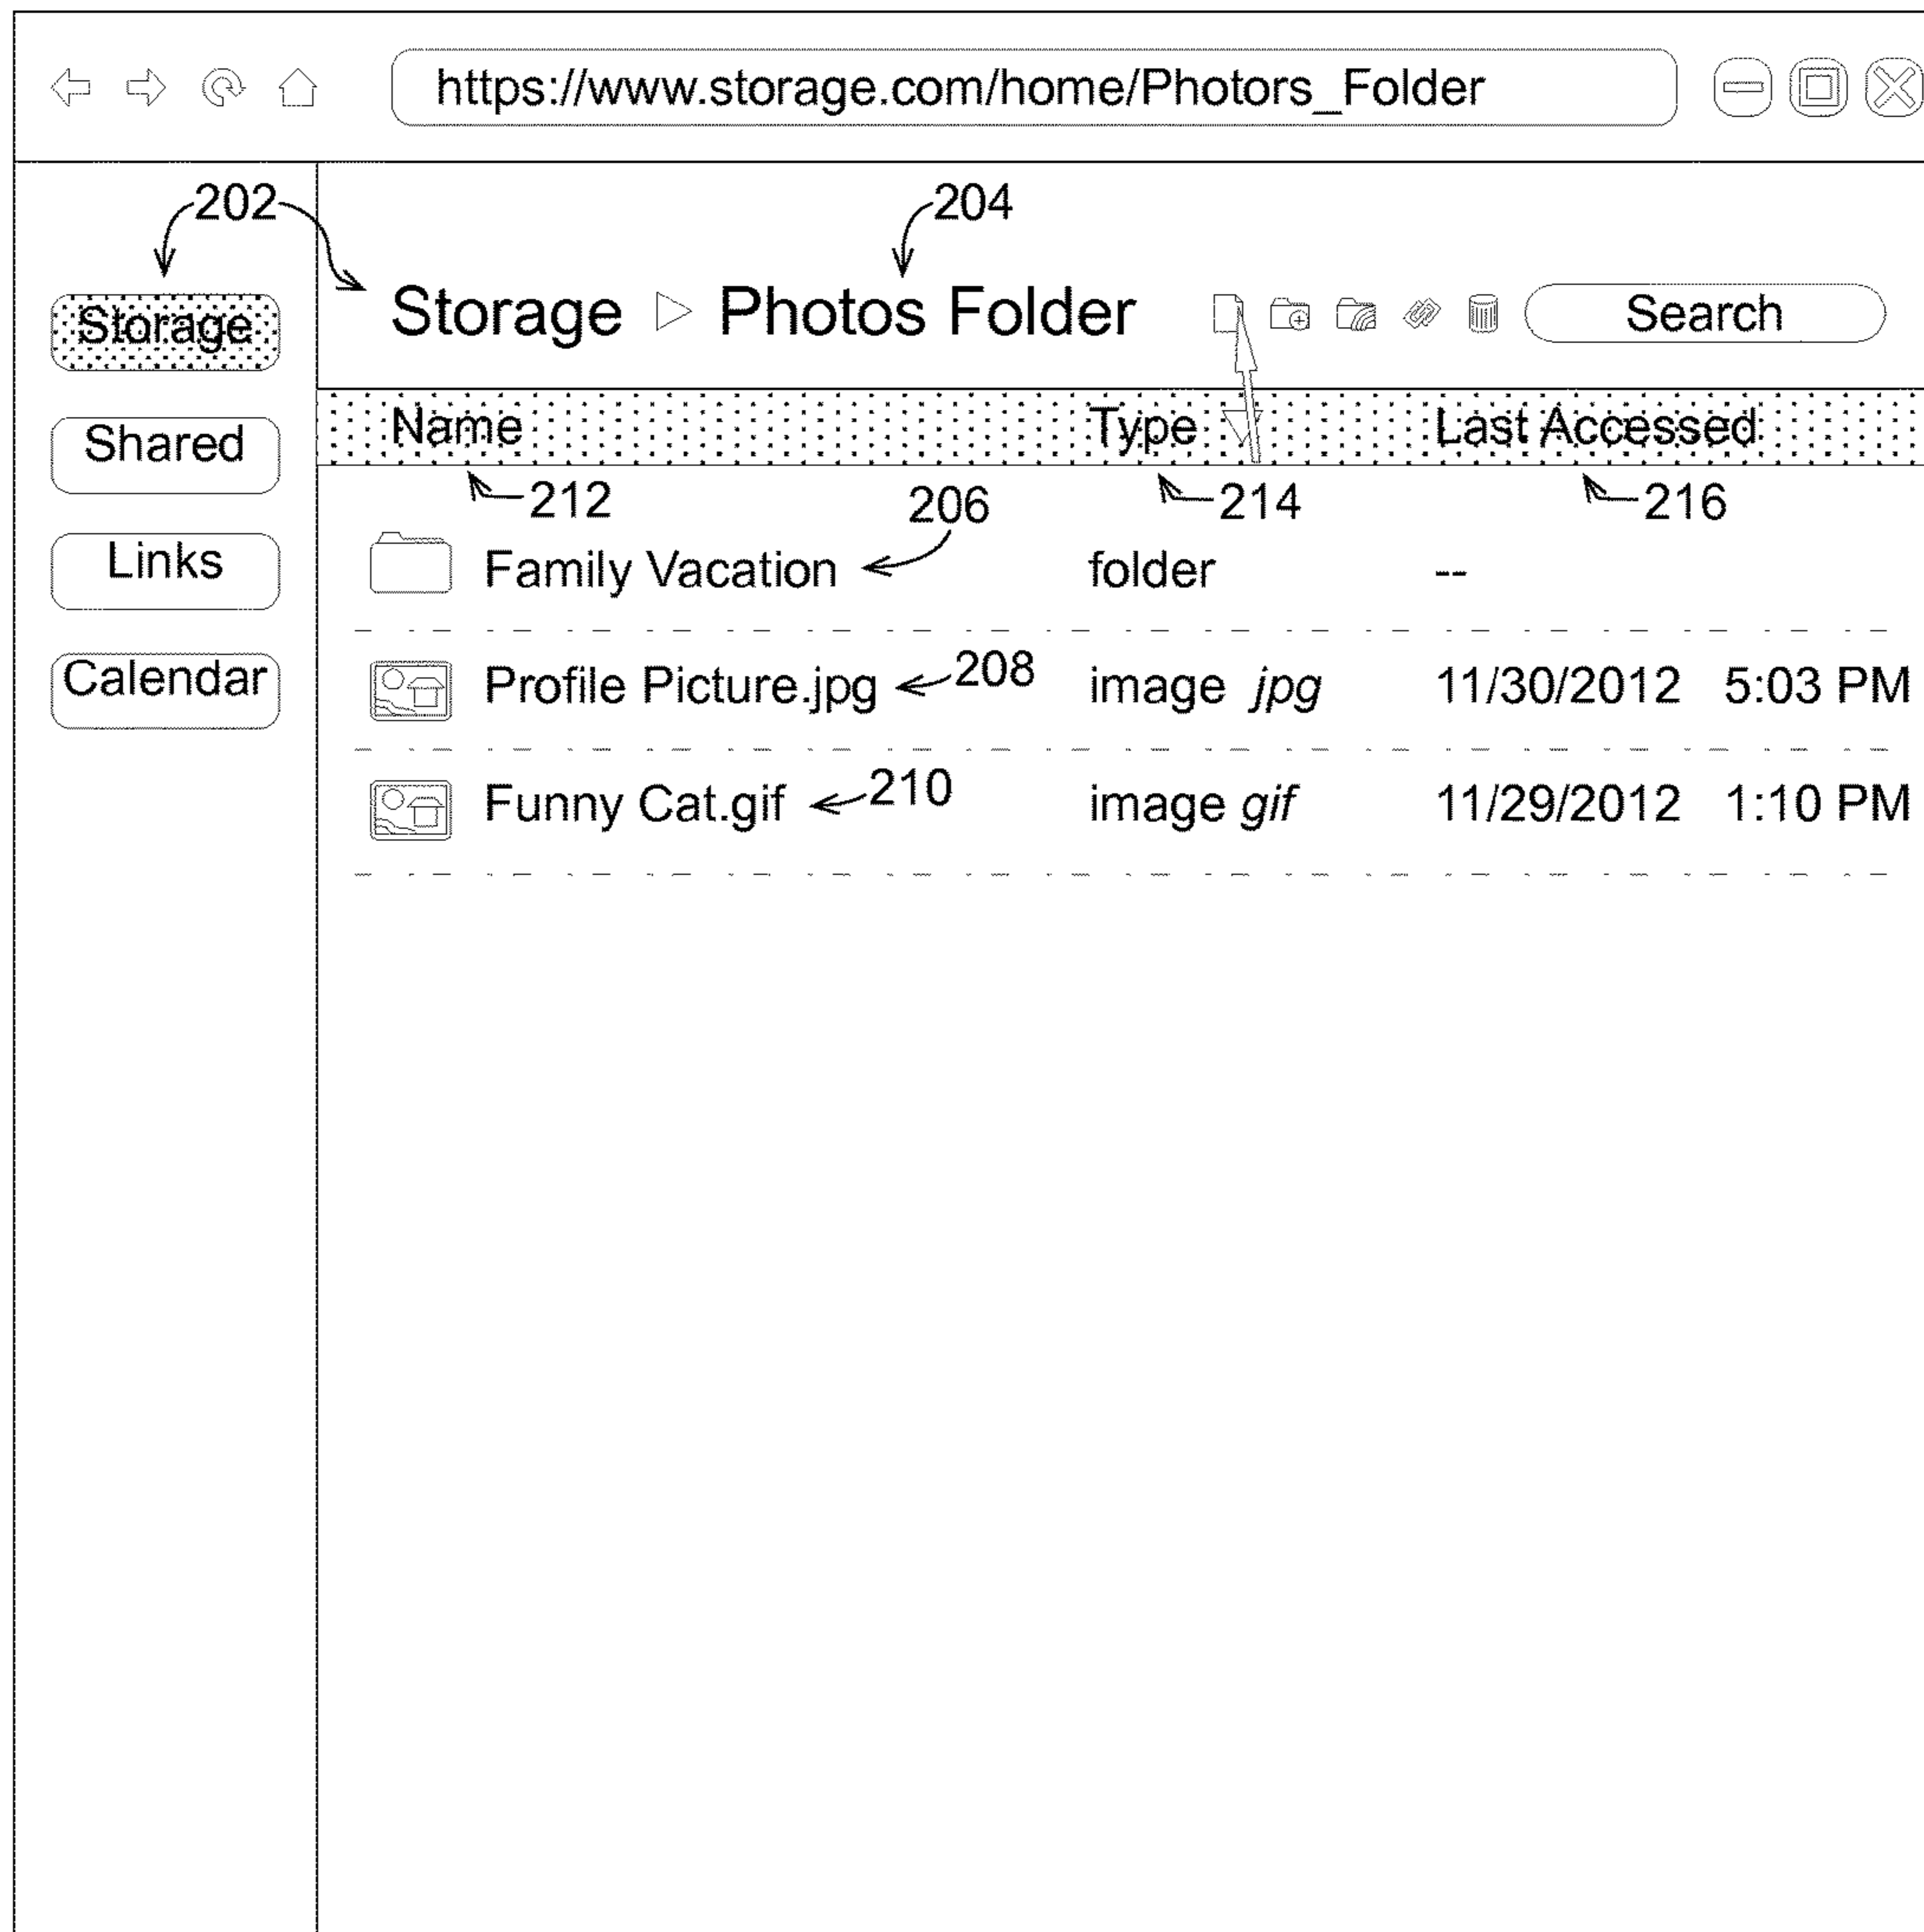 https://www.storage.com/home/Photors_Folder
202 204
Storage
Storage Photos Folder Search
Name Type Last Accessed
Shared
212 206 214 216
Links
Family Vacation folder --
Calendar
Profile Picture.jpg 208 image jpg 11/30/2012 5:03 PM
Funny Cat.gif 210 image gif 11/29/2012 1:10 PM